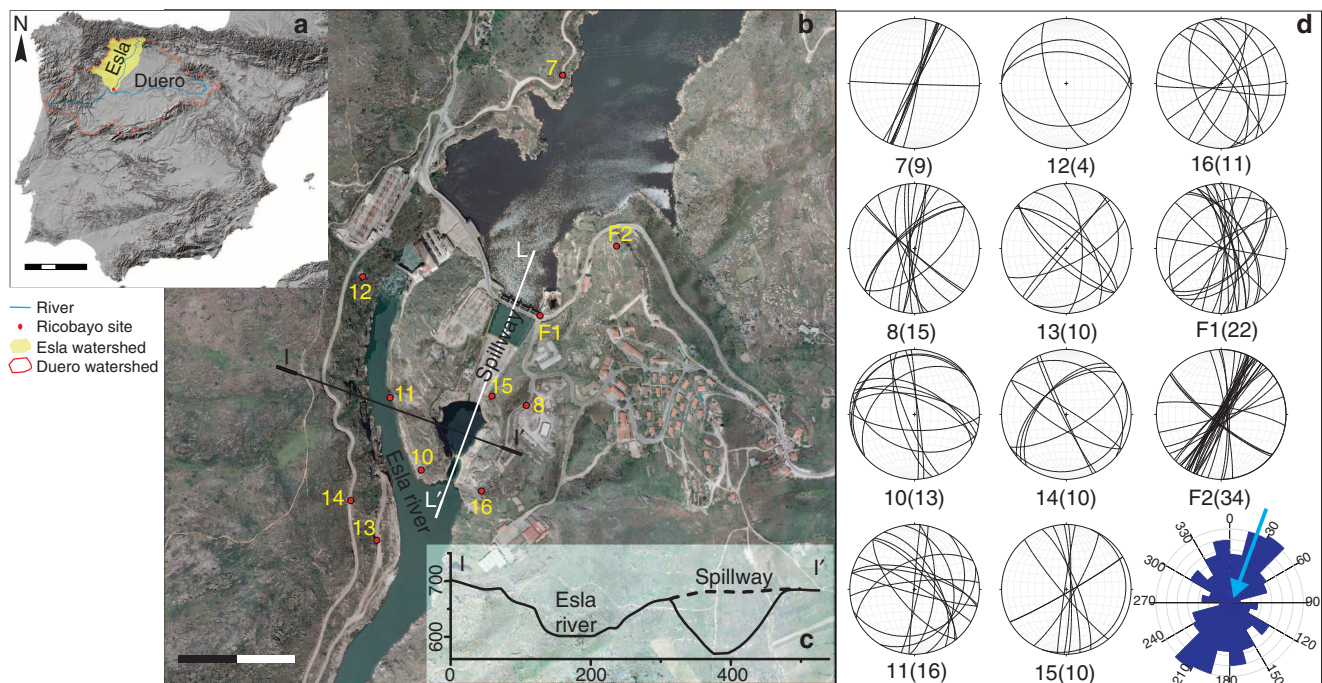 a
N
Esla
Duero
River
Ricobayo site
Esla watershed
Duero watershed
b
7
F2
L
12
F1
Spillway
I
15
11
8
I′
10
Esla river
L′
16
14
13
I
I′
700
Spillway
Esla
river
600
c
0
200
400
d
7(9)
12(4)
16(11)
8(15)
13(10)
F1(22)
10(13)
14(10)
F2(34)
11(16)
15(10)
0
30
60
90
120
150
180
210
240
270
300
330